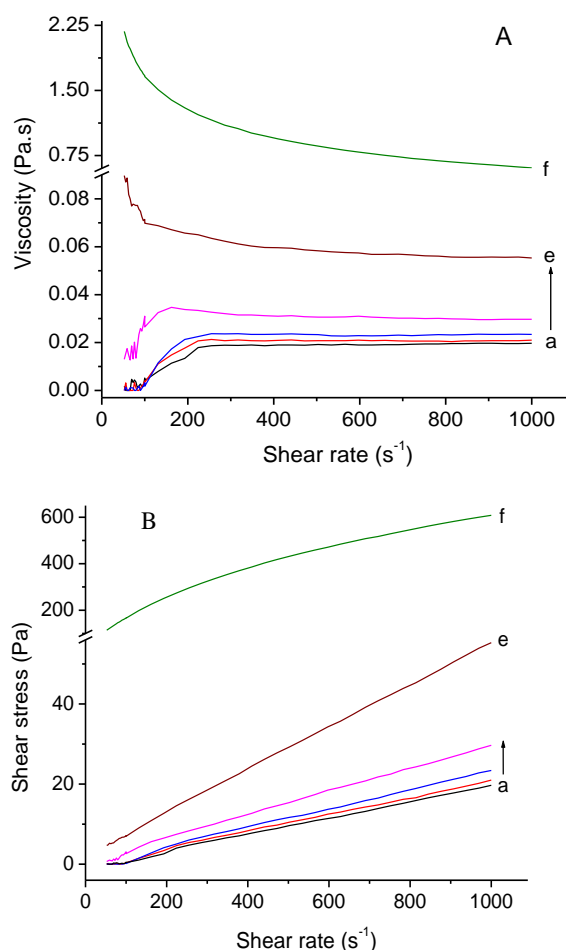 A
2.25
1.50
0.75
0.08
0.06
0.04
0.02
0.00
Viscosity (Pa.s)
f
e
a
0 200 400 600 800 1000
Shear rate (s⁻¹)
B
600
400
200
40
20
0
Shear stress (Pa)
f
e
a
0 200 400 600 800 1000
Shear rate (s⁻¹)